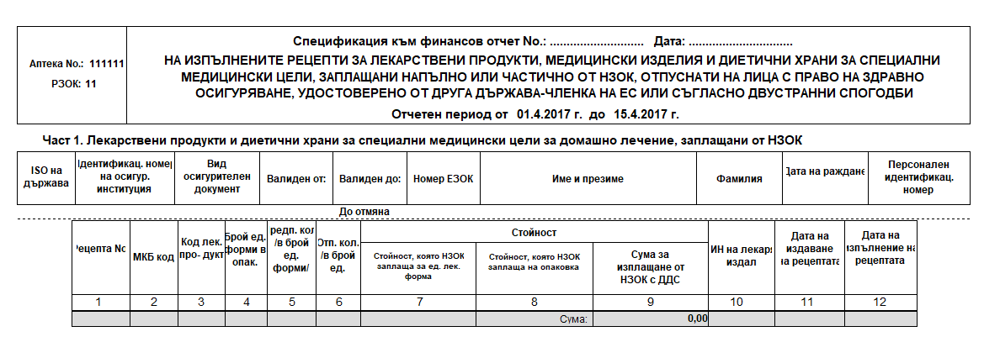 Спецификация към финансов отчет No.: ............................ Дата: ...............................
Аптека No.: 111111
РЗОК: 11
НА ИЗПЪЛНЕНИТЕ РЕЦЕПТИ ЗА ЛЕКАРСТВЕНИ ПРОДУКТИ, МЕДИЦИНСКИ ИЗДЕЛИЯ И ДИЕТИЧНИ ХРАНИ ЗА СПЕЦИАЛНИ
МЕДИЦИНСКИ ЦЕЛИ, ЗАПЛАЩАНИ НАПЪЛНО ИЛИ ЧАСТИЧНО ОТ НЗОК, ОТПУСНАТИ НА ЛИЦА С ПРАВО НА ЗДРАВНО
ОСИГУРЯВАНЕ, УДОСТОВЕРЕНО ОТ ДРУГА ДЪРЖАВА-ЧЛЕНКА НА ЕС ИЛИ СЪГЛАСНО ДВУСТРАННИ СПОГОДБИ
Отчетен период от 01.4.2017 г. до 15.4.2017 г.
Част 1. Лекарствени продукти и диетични храни за специални медицински цели за домашно лечение, заплащани от НЗОК
ISO на
държава
Идентификац. номер
на осигур.
институция
Вид
осигурителен
документ
Валиден от:
Валиден до:
Номер ЕЗОК
Име и презиме
Фамилия
Дата на раждане
Персонален
идентификац.
номер
До отмяна
Рецепта No
МКБ код
Код лек.
про- дукт
Брой ед.
форми в
опак.
редп. кол
/в брой
ед.
форми/
Отп. кол.
/в брой
ед.
Стойност
Стойност, която НЗОК
заплаща за ед. лек.
форма
Стойност, която НЗОК
заплаща на опаковка
Сума за
изплащане от
НЗОК с ДДС
ИН на лекаря
издал
Дата на
издаване
на рецептата
Дата на
изпълнение на
рецептата
1 2 3 4 5 6 7 8 9 10 11 12
Сума: 0,00